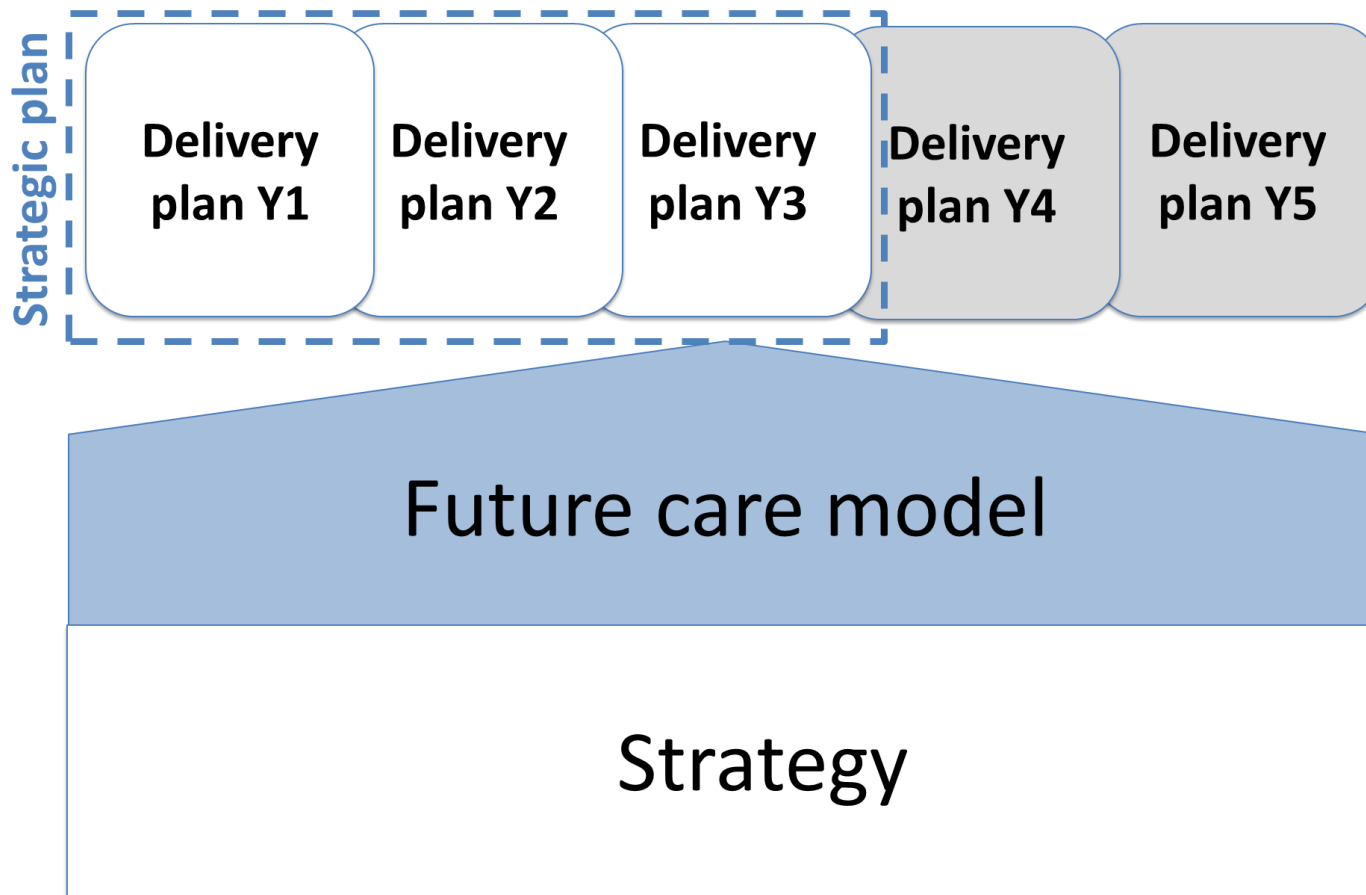 Strategic plan
Delivery
plan Y1
Delivery
plan Y2
Delivery
plan Y3
Delivery
plan Y4
Delivery
plan Y5
Future care model
Strategy